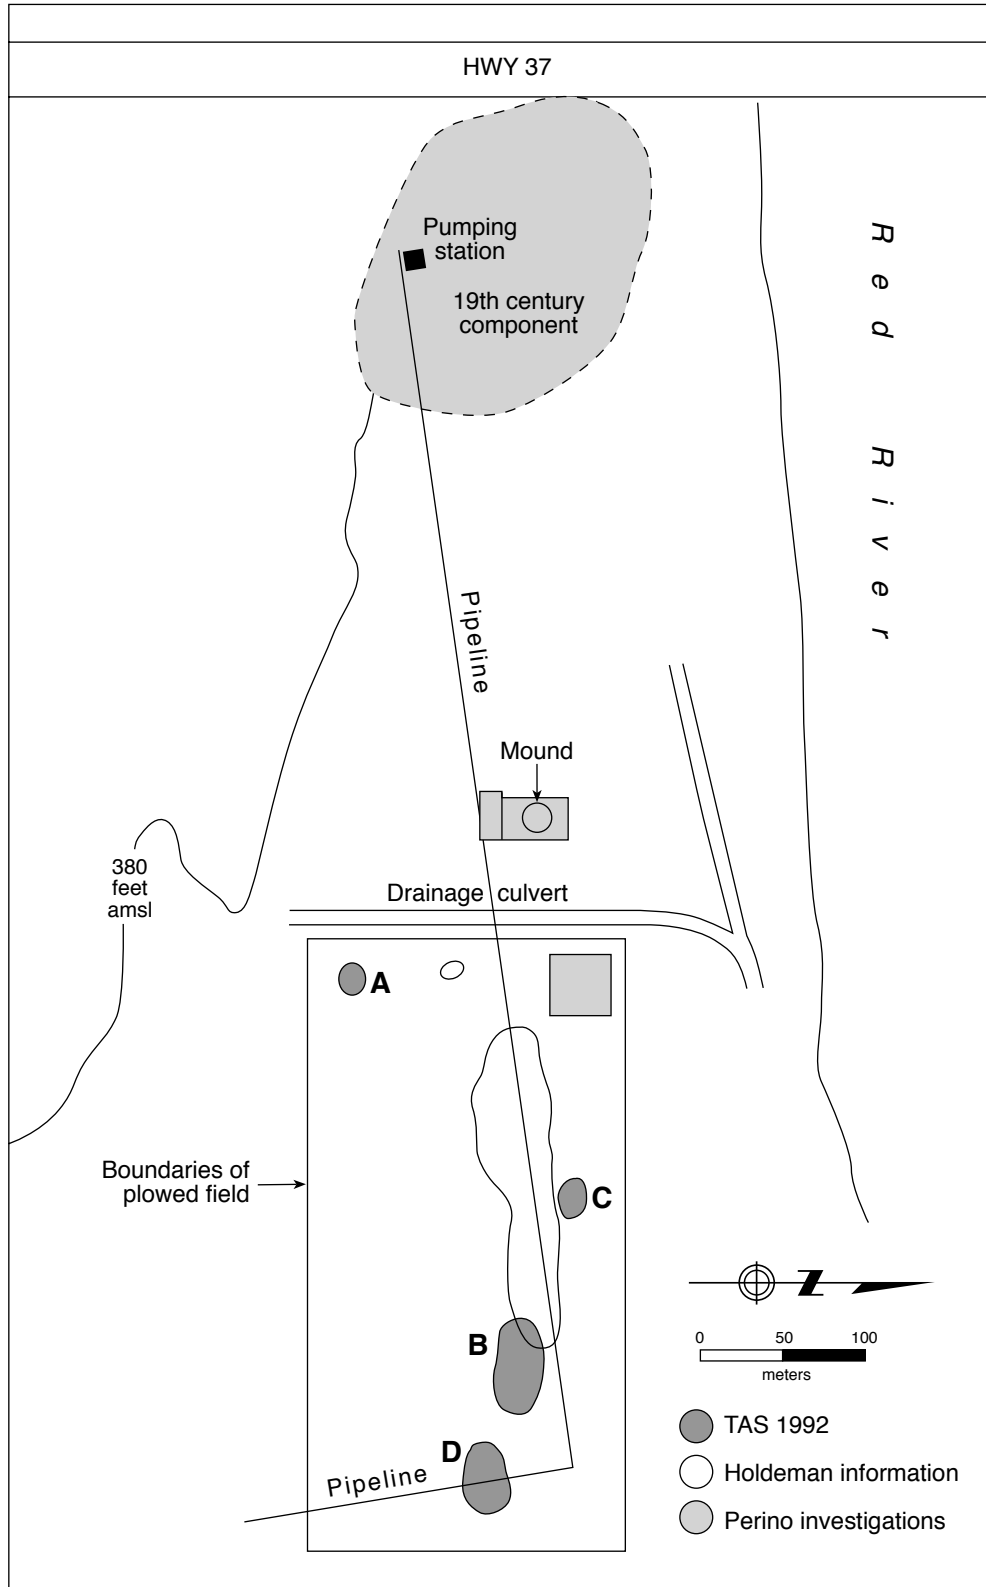 HWY 37
Pumping
station
19th century
component
Red River
Pipeline
Mound
380
feet
amsl
Drainage culvert
A
Boundaries of
plowed field
C
B
D
Pipeline
N
0 50 100
meters
TAS 1992
Holdeman information
Perino investigations